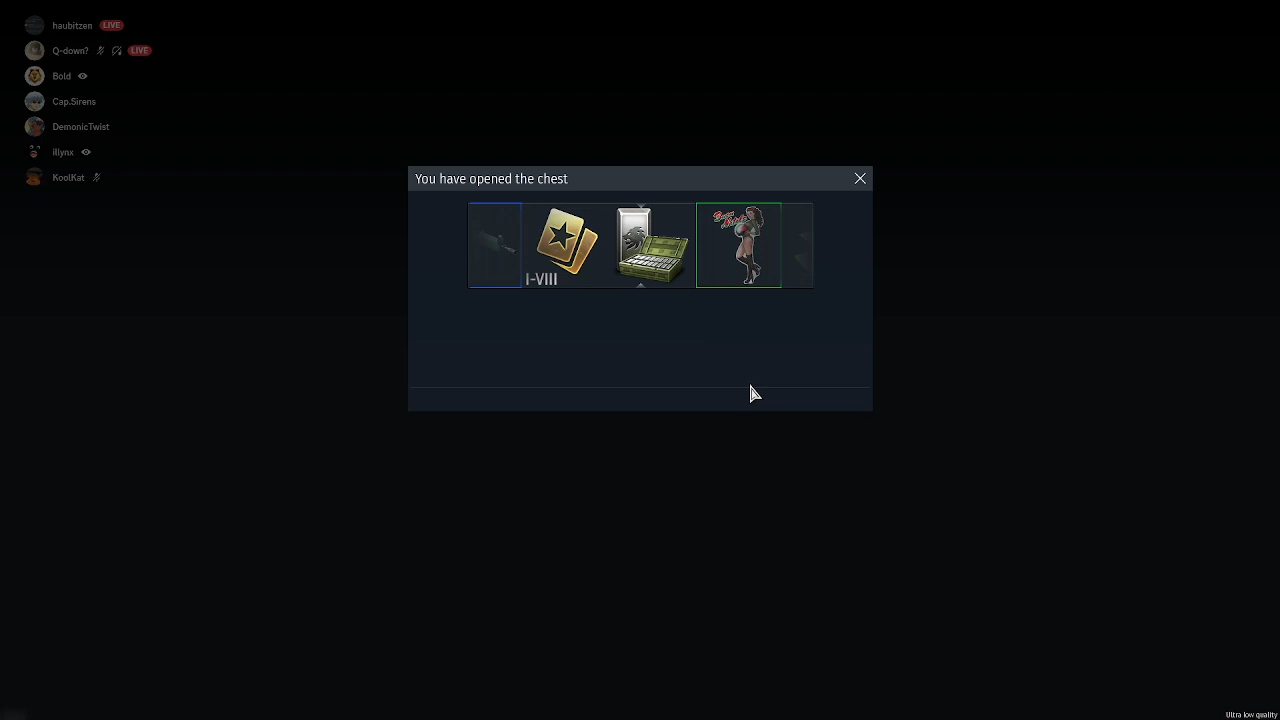 haubitzen LIVE
Q-down? LIVE
Bold
Cap.Sirens
DemonicTwist
illynx
KoolKat
You have opened the chest
I-VIII
Ultra low quality